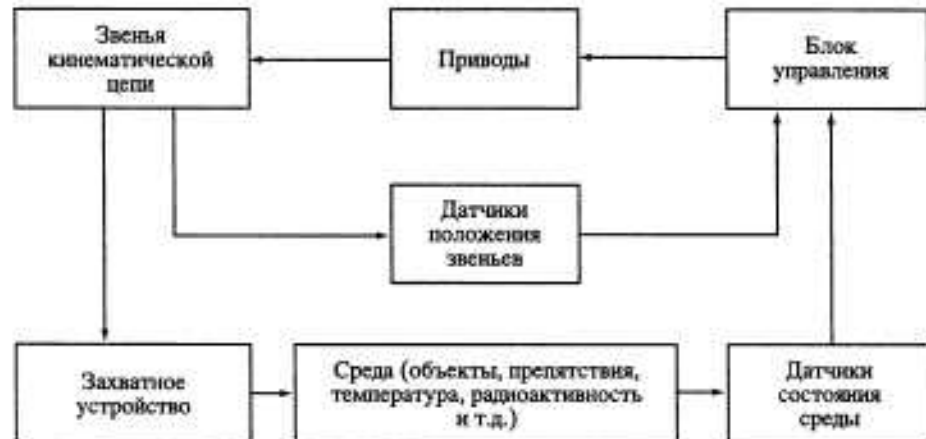 Звенья
кинематической
цепи
Приводы
Блок
управления
Датчики
положения
звеньев
Захватное
устройство
Среда (объекты, препятствия,
температура, радиоактивность
и т.д.)
Датчики
состояния
среды